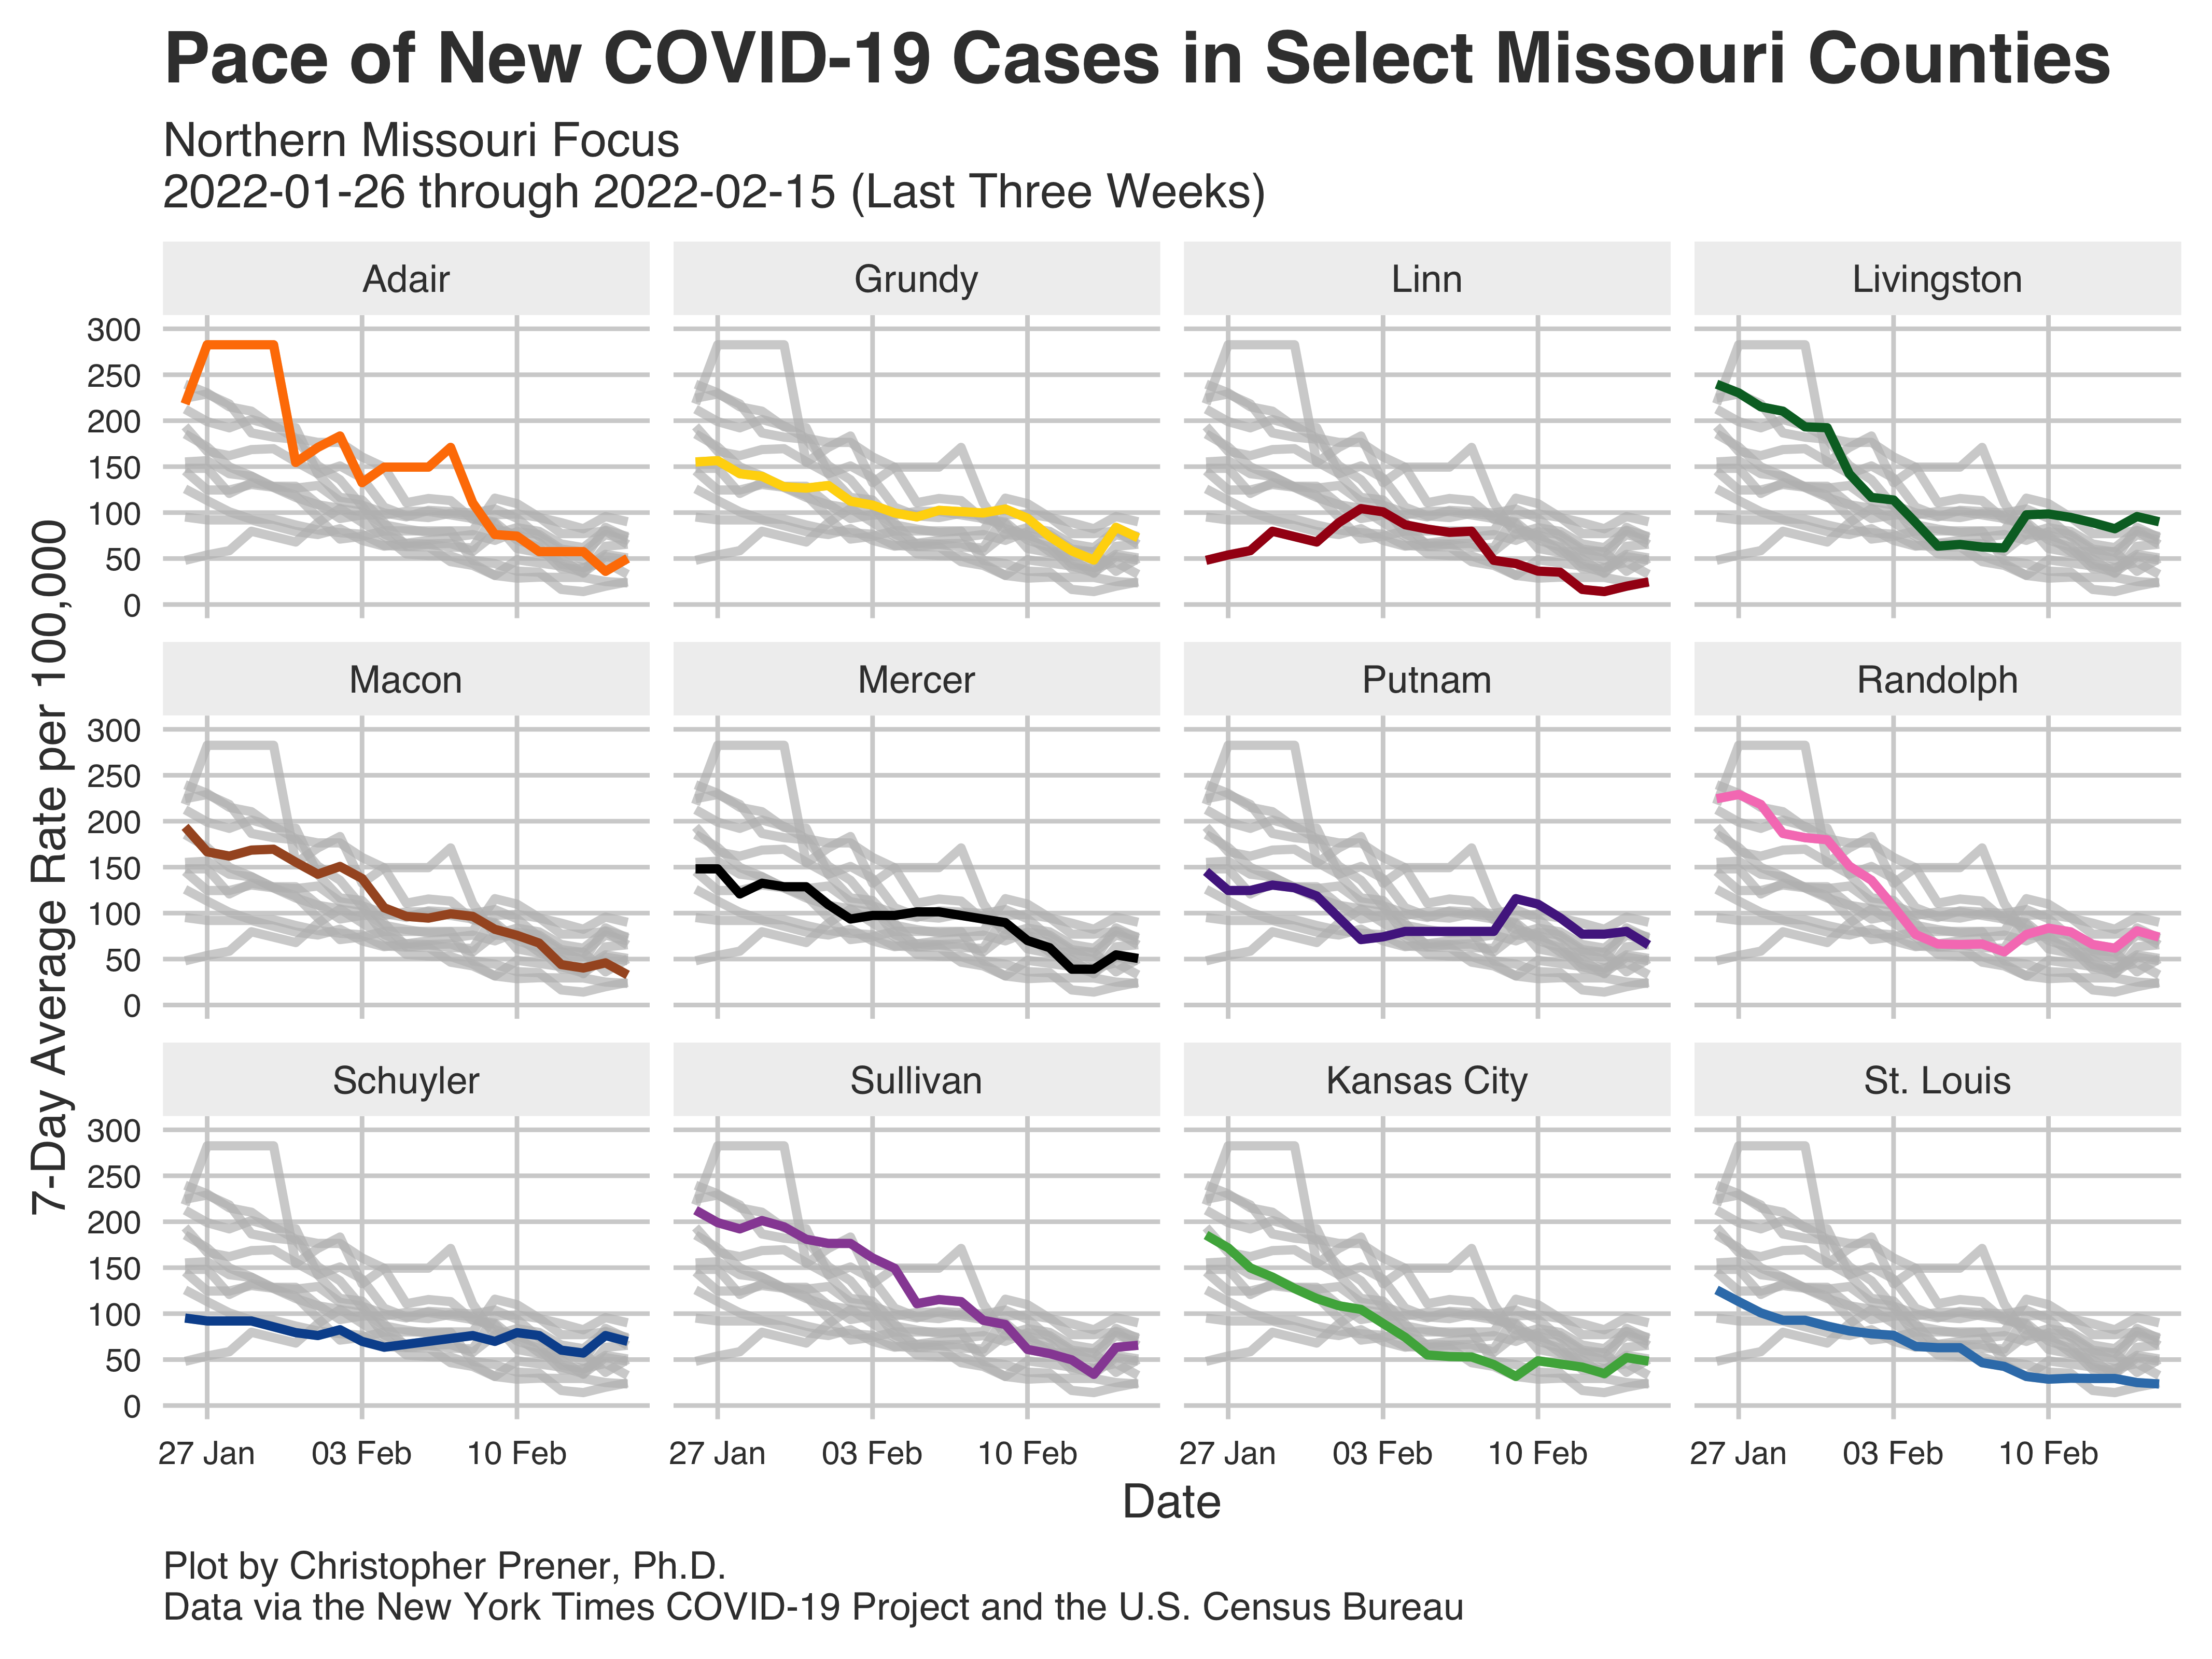 Pace of New COVID-19 Cases in Select Missouri Counties
Northern Missouri Focus
2022-01-26 through 2022-02-15 (Last Three Weeks)
7-Day Average Rate per 100,000
Adair
Grundy
Linn
Livingston
300
250
200
150
100
50
0
Macon
Mercer
Putnam
Randolph
300
250
200
150
100
50
0
Schuyler
Sullivan
Kansas City
St. Louis
300
250
200
150
100
50
0
27 Jan 03 Feb 10 Feb
27 Jan 03 Feb 10 Feb
27 Jan 03 Feb 10 Feb
27 Jan 03 Feb 10 Feb
Date
Plot by Christopher Prener, Ph.D.
Data via the New York Times COVID-19 Project and the U.S. Census Bureau